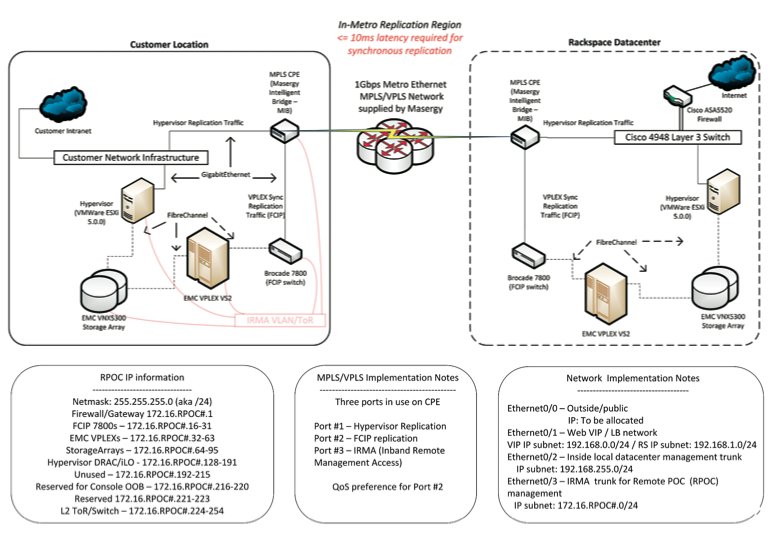 In-Metro Replication Region
<= 10ms latency required for
synchronous replication
Customer Location
Rackspace Datacenter
MPLS CPE
(Masergy
Intelligent
Bridge –
MIB)
1Gbps Metro Ethernet
MPLS/VPLS Network
supplied by Masergy
MPLS CPE
(Masergy
Intelligent
Bridge –
MIB)
Internet
Cisco ASA5520
Firewall
Customer Intranet
Hypervisor Replication Traffic
Hypervisor Replication Traffic
Cisco 4948 Layer 3 Switch
Customer Network Infrastructure
GigabitEthernet
Hypervisor
(VMWare ESXi
5.0.0)
FibreChannel
VPLEX Sync
Replication
Traffic (FCIP)
VPLEX Sync
Replication
Traffic (FCIP)
Hypervisor
(VMWare ESXi
5.0.0)
FibreChannel
Brocade 7800
(FCIP switch)
Brocade 7800
(FCIP switch)
EMC VPLEX VS2
EMC VNX5300
Storage Array
iRMA VLAN/ToR
EMC VPLEX VS2
EMC VNX5300
Storage Array
RPOC IP information
------------------------------
Netmask: 255.255.255.0 (aka /24)
Firewall/Gateway 172.16.RPOC#.1
FCIP 7800s – 172.16.RPOC#.16-31
EMC VPLEXs – 172.16.RPOC#.32-63
StorageArrays – 172.16.RPOC#.64-95
Hypervisor DRAC/iLO - 172.16.RPOC#.128-191
Unused – 172.16.RPOC#.192-215
Reserved for Console OOB – 172.16.RPOC#.216-220
Reserved 172.16.RPOC#.221-223
L2 ToR/Switch – 172.16.RPOC#.224-254
MPLS/VPLS Implementation Notes
------------------------------------------
Three ports in use on CPE
Port #1 – Hypervisor Replication
Port #2 – FCIP replication
Port #3 – IRMA (Inband Remote
Management Access)
QoS preference for Port #2
Network Implementation Notes
----------------------------------
Ethernet0/0 – Outside/public
IP: To be allocated
Ethernet0/1 – Web VIP / LB network
VIP IP subnet: 192.168.0.0/24 / RS IP subnet: 192.168.1.0/24
Ethernet0/2 – Inside local datacenter management trunk
IP subnet: 192.168.255.0/24
Ethernet0/3 – IRMA trunk for Remote POC (RPOC)
management
IP subnet: 172.16.RPOC#.0/24